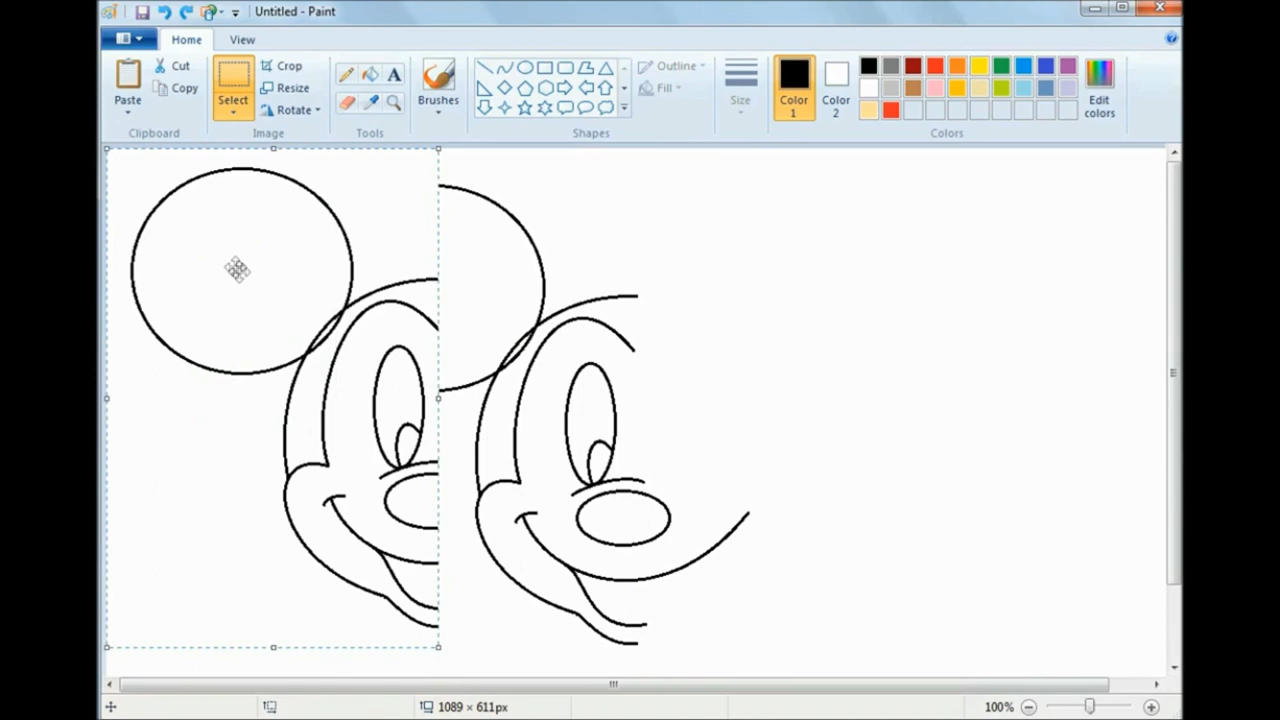 Untitled - Paint
Home View
Paste
Cut
Copy
Clipboard
Select
Crop
Resize
Rotate
Image
A
Tools
Brushes
Outline
Fill
Shapes
Size
Color 1
Color 2
Edit colors
Colors
1089 × 611px
100%